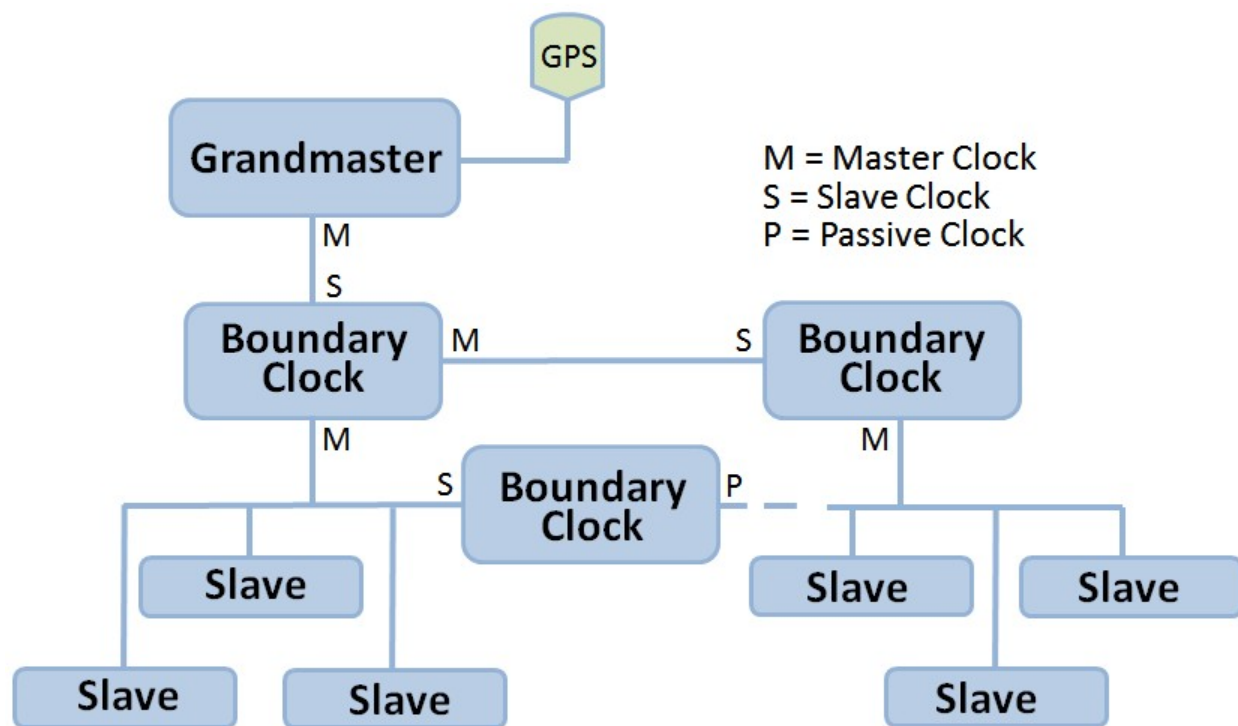 GPS
Grandmaster
M = Master Clock
S = Slave Clock
P = Passive Clock
M
S
Boundary
Clock
M
S
Boundary
Clock
M
M
S
Boundary
Clock
P
Slave
Slave
Slave
Slave
Slave
Slave